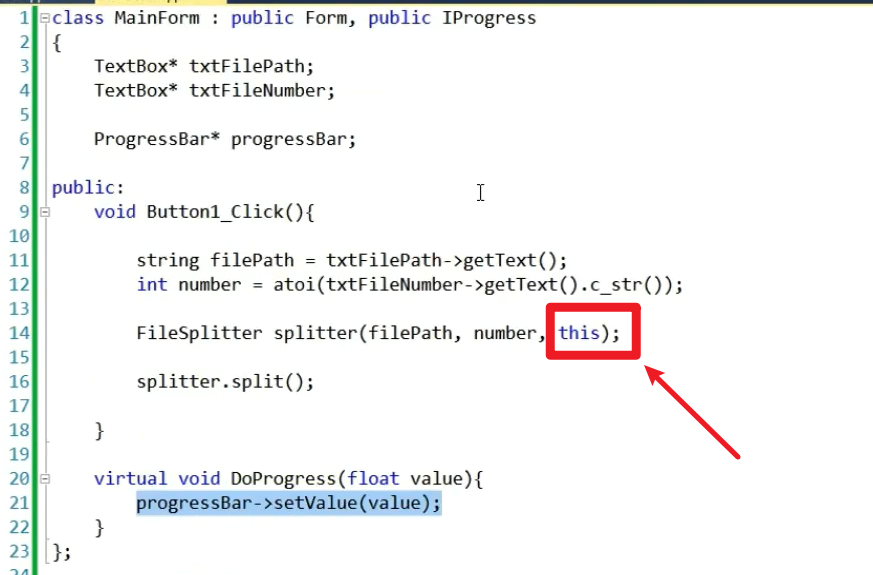 1 class MainForm : public Form, public IProgress
2 {
3 TextBox* txtFilePath;
4 TextBox* txtFileNumber;
5
6 ProgressBar* progressBar;
7
8 public:
9 void Button1_Click(){
10
11 string filePath = txtFilePath->getText();
12 int number = atoi(txtFileNumber->getText().c_str());
13
14 FileSplitter splitter(filePath, number, this);
15
16 splitter.split();
17
18 }
19
20 virtual void DoProgress(float value){
21 progressBar->setValue(value);
22 }
23 };
24